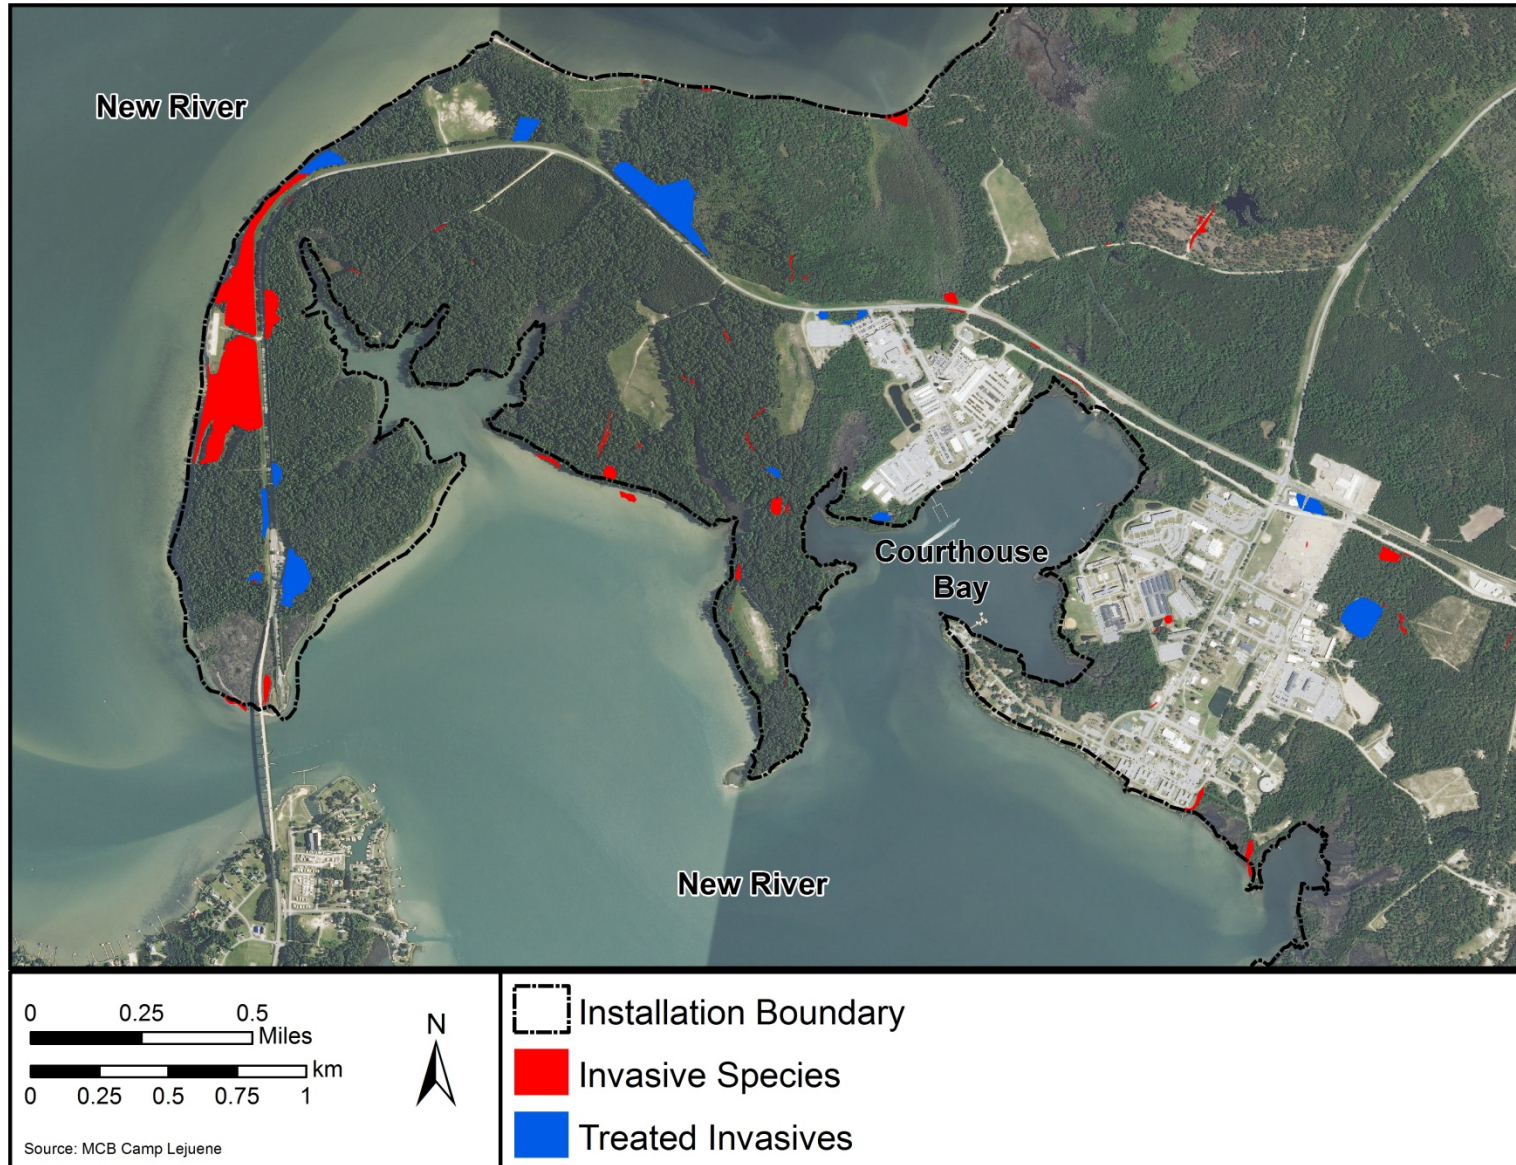 New River
Courthouse
Bay
New River
0 0.25 0.5
Miles
km
0 0.25 0.5 0.75 1
N
Source: MCB Camp Lejuene
Installation Boundary
Invasive Species
Treated Invasives